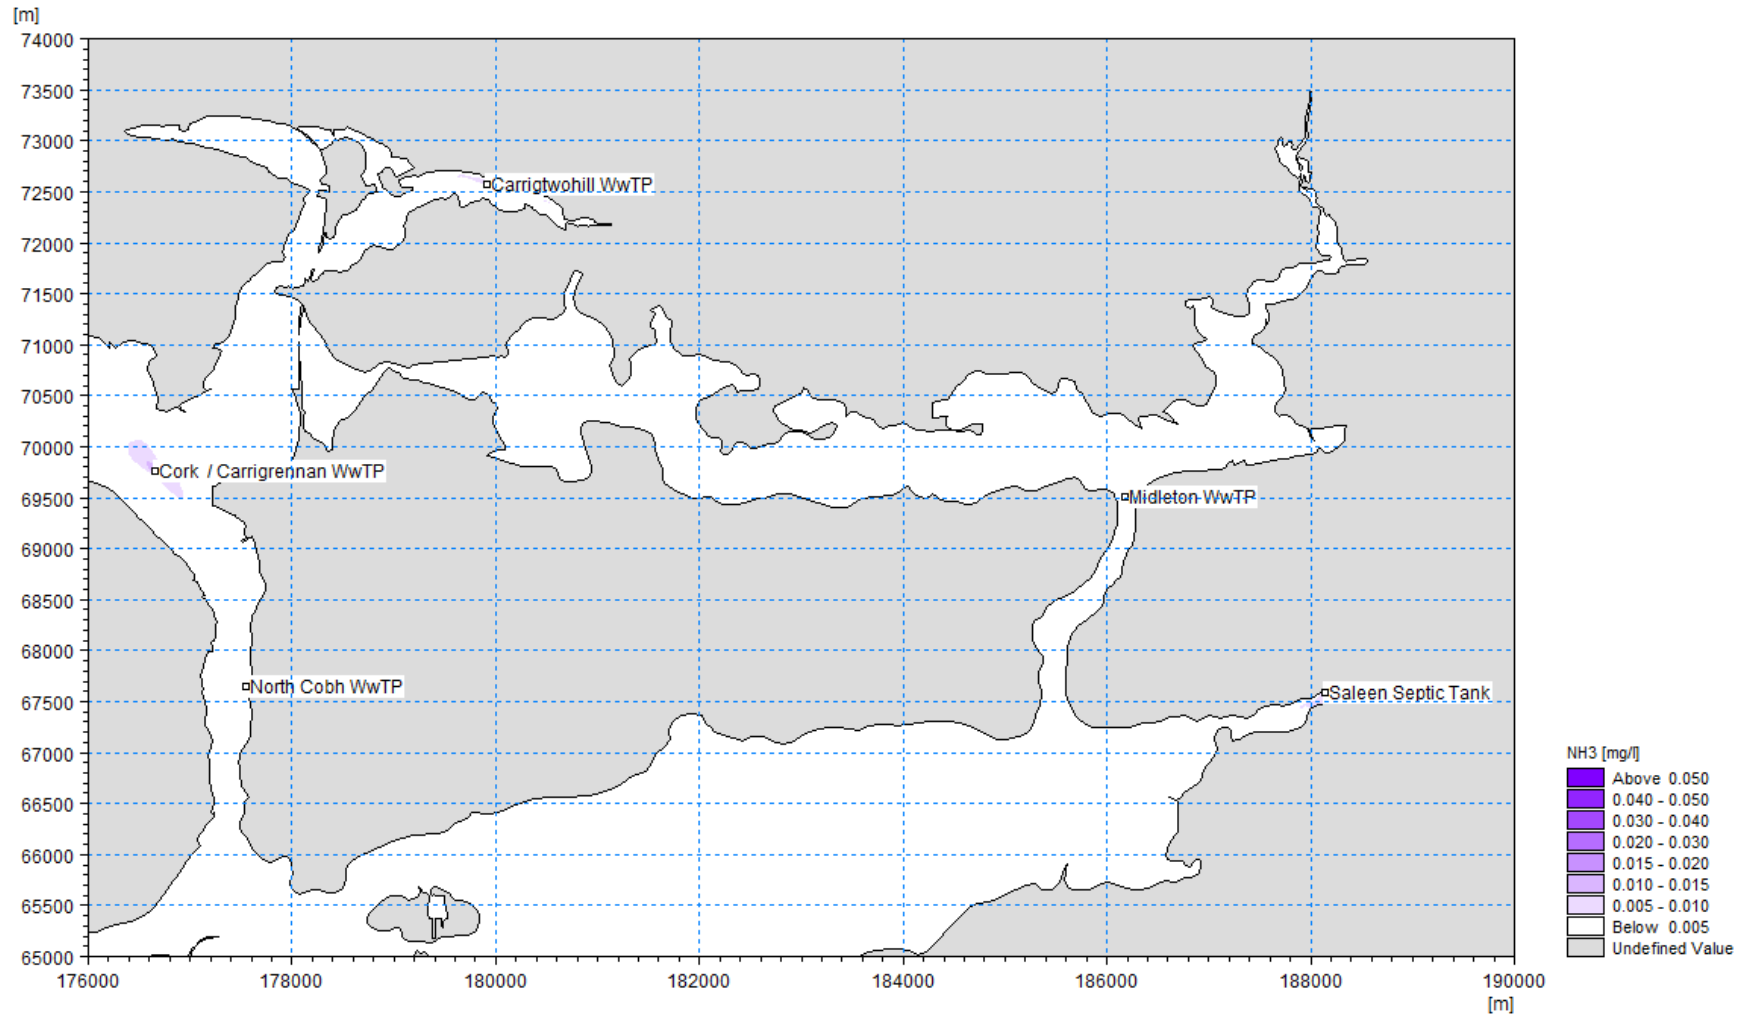 [m]
74000
73500
73000
72500
72000
71500
71000
70500
70000
69500
69000
68500
68000
67500
67000
66500
66000
65500
65000
Carrigtwohill WwTP
Cork / Carrigrennan WwTP
Midleton WwTP
North Cobh WwTP
Saleen Septic Tank
176000 178000 180000 182000 184000 186000 188000 190000
[m]
NH3 [mg/l]
Above 0.050
0.040 - 0.050
0.030 - 0.040
0.020 - 0.030
0.015 - 0.020
0.010 - 0.015
0.005 - 0.010
Below 0.005
Undefined Value